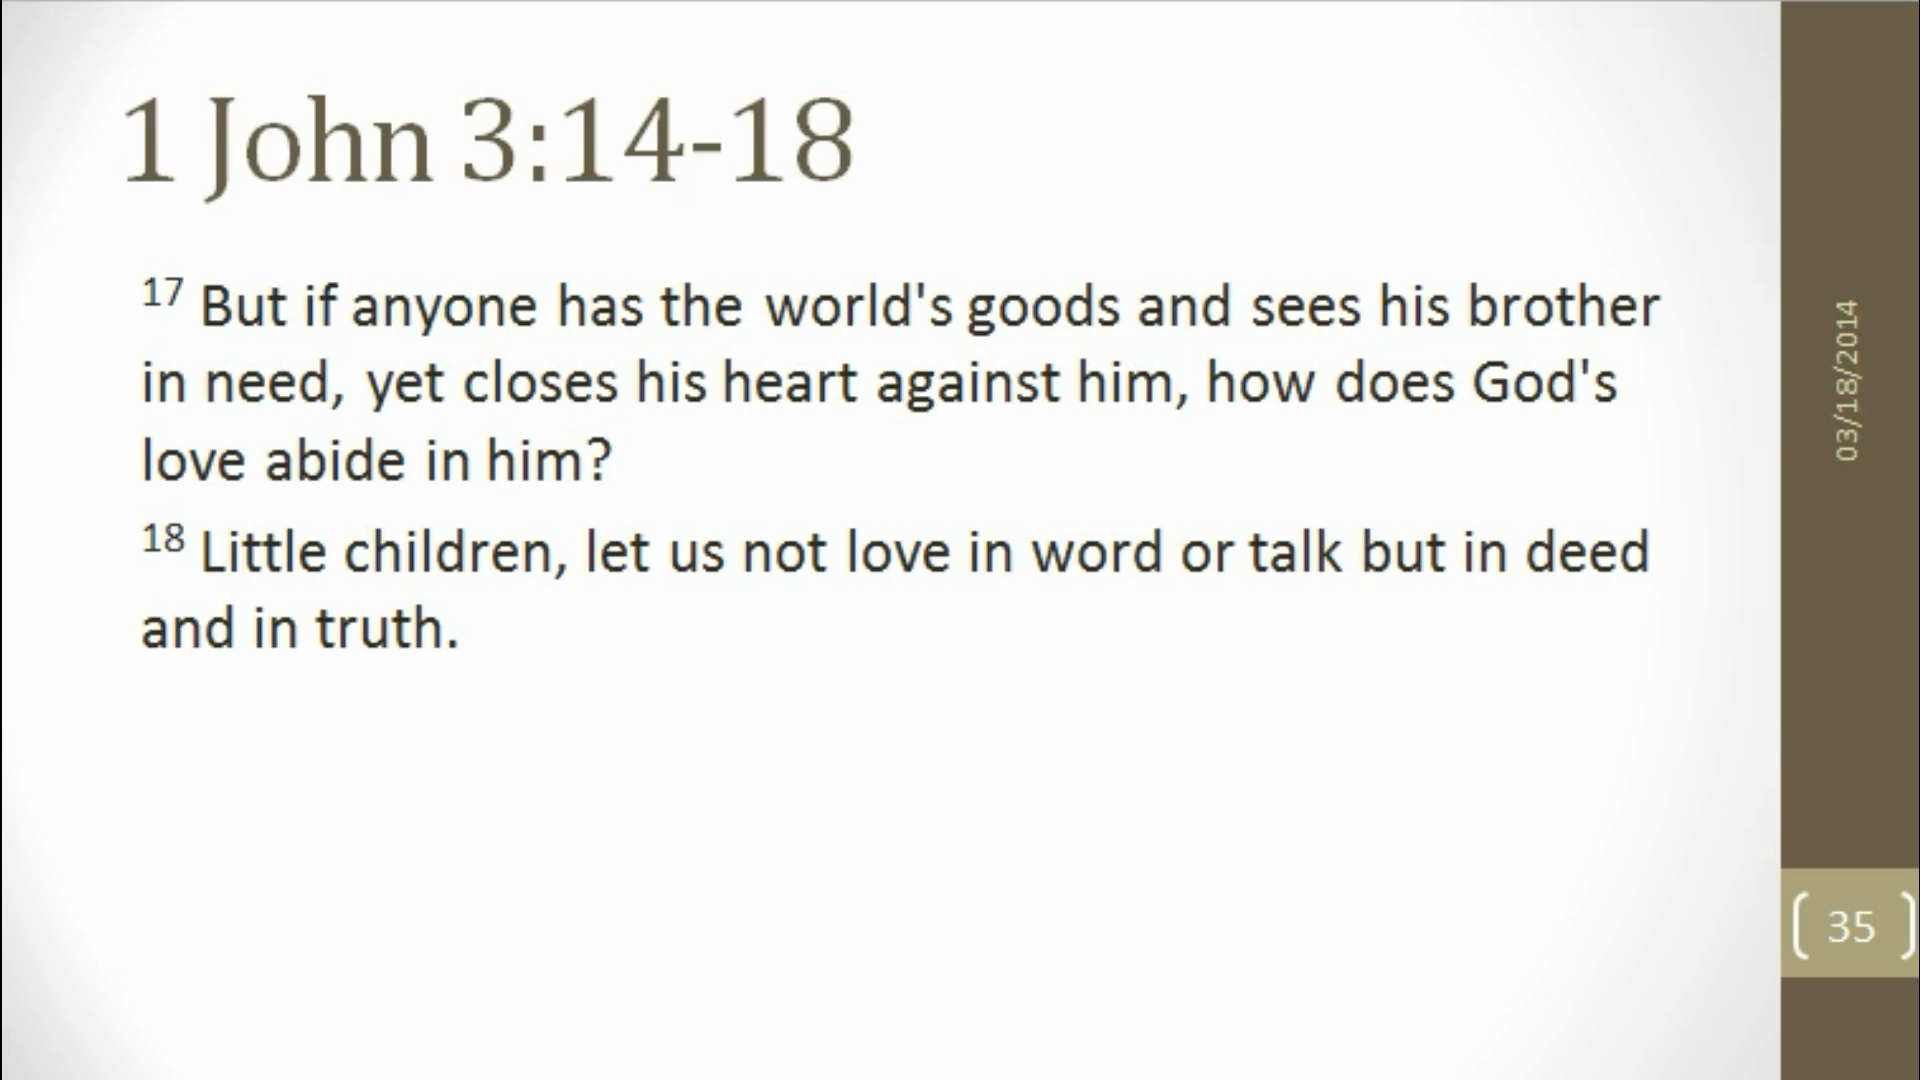 1 John 3:14-18
17 But if anyone has the world's goods and sees his brother
in need, yet closes his heart against him, how does God's
love abide in him?
18 Little children, let us not love in word or talk but in deed
and in truth.
03/18/2014
35